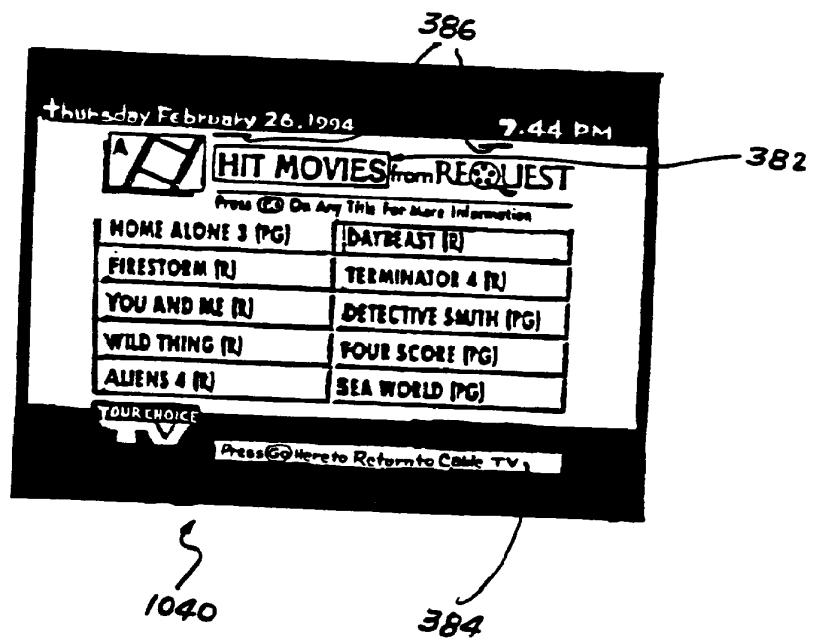 386
Thursday February 26.1994 7.44 PM
A
HIT MOVIES from REQUEST
382
Press GO On Any Title For More Information
HOME ALONE 3 (PG) DAYBEAST (R)
FIRESTORM (R) TERMINATOR 4 (R)
YOU AND ME (R) DETECTIVE SMITH (PG)
WILD THING (R) FOUR SCORE (PG)
ALIENS 4 (R) SEA WORLD (PG)
YOUR CHOICE
TV
Press GO Here to Return to Cable TV,
1040
384